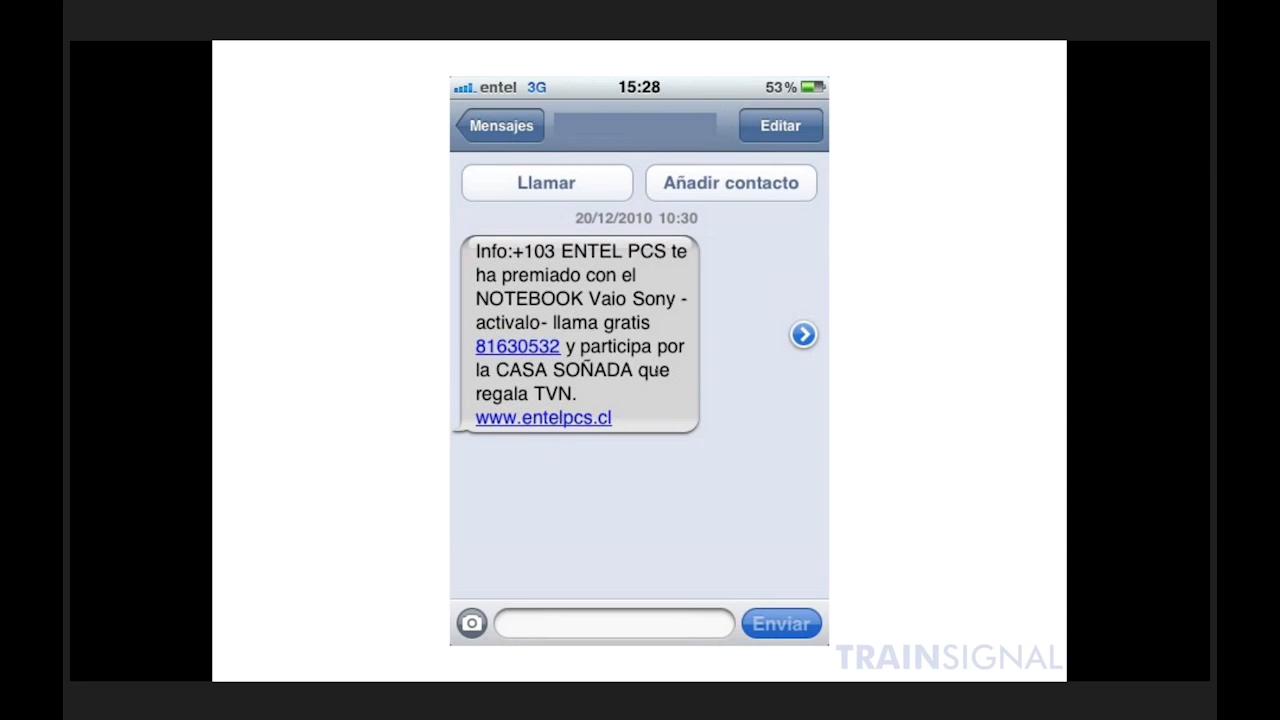 entel 3G 15:28 53%
Mensajes Editar
Llamar Añadir contacto
20/12/2010 10:30
Info:+103 ENTEL PCS te
ha premiado con el
NOTEBOOK Vaio Sony -
activalo- llama gratis
81630532 y participa por
la CASA SOÑADA que
regala TVN.
www.entelpcs.cl
Enviar
TRAINSIGNAL